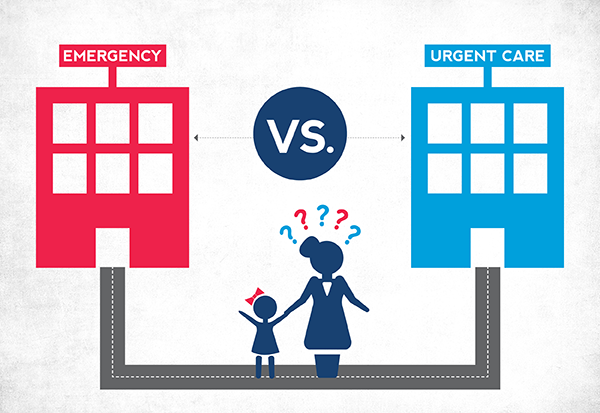 EMERGENCY
URGENT CARE
VS.
? ? ? ? ?